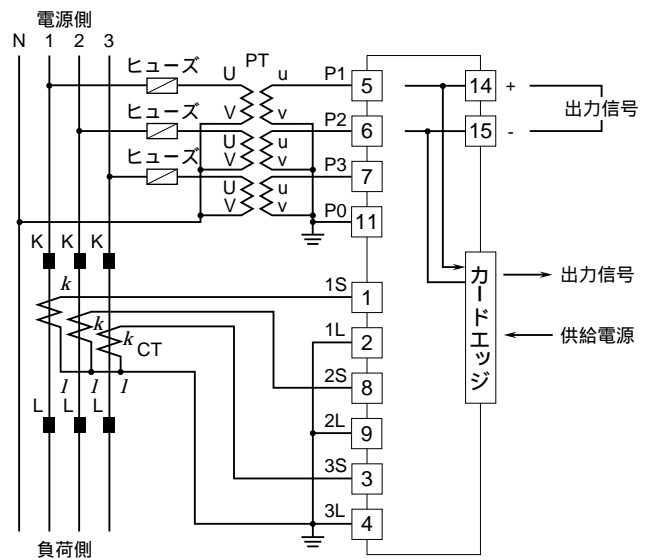 電源側
N 1 2 3
ヒューズ PT
U u P1 5 14 +
V v
出力信号
ヒューズ P2 6 15 -
U u
V v
ヒューズ P3 7
U u
V v P0 11
K K K
k 1S 1
カードエッジ
出力信号
k 1L 2
供給電源
k CT
l l l 2S 8
L L L
2L 9
3S 3
3L 4
負荷側